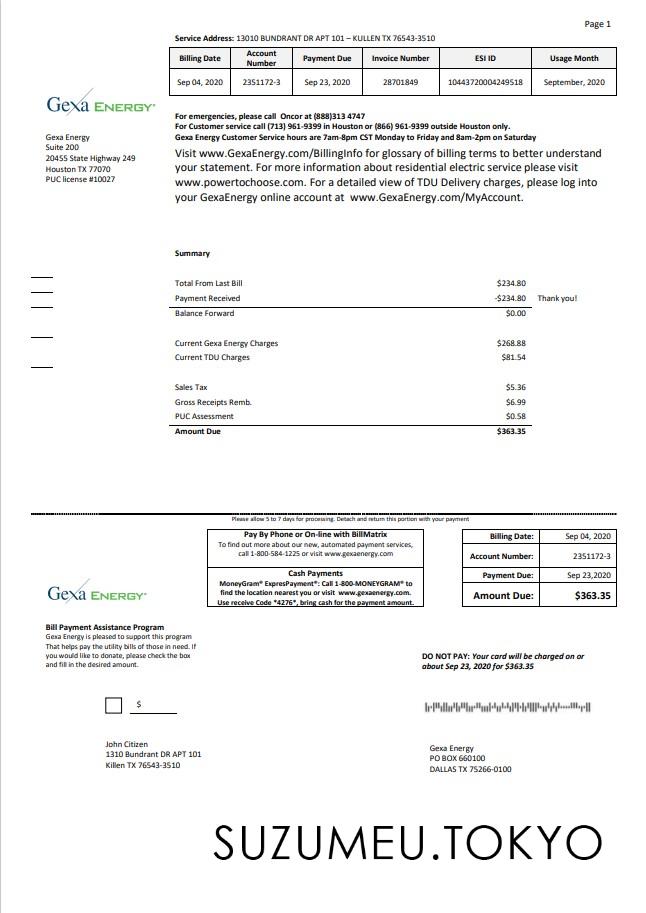 Page 1
Service Address: 13010 BUNDRANT DR APT 101 – KULLEN TX 76543-3510
Billing Date Account Number Payment Due Invoice Number ESI ID Usage Month
Sep 04, 2020 2351172-3 Sep 23, 2020 28701849 10443720004249518 September, 2020
Gexa ENERGY
Gexa Energy
Suite 200
20455 State Highway 249
Houston TX 77070
PUC license #10027
For emergencies, please call Oncor at (888)313 4747
For Customer service call (713) 961-9399 in Houston or (866) 961-9399 outside Houston only.
Gexa Energy Customer Service hours are 7am-8pm CST Monday to Friday and 8am-2pm on Saturday
Visit www.GexaEnergy.com/BillingInfo for glossary of billing terms to better understand
your statement. For more information about residential electric service please visit
www.powertochoose.com. For a detailed view of TDU Delivery charges, please log into
your GexaEnergy online account at www.GexaEnergy.com/MyAccount.
Summary
Total From Last Bill $234.80
Payment Received -$234.80 Thank you!
Balance Forward $0.00
Current Gexa Energy Charges $268.88
Current TDU Charges $81.54
Sales Tax $5.36
Gross Receipts Remb. $6.99
PUC Assessment $0.58
Amount Due $363.35
Please allow 5 to 7 days for processing. Detach and return this portion with your payment
Gexa ENERGY
Pay By Phone or On-line with BillMatrix
To find out more about our new, automated payment services,
call 1-800-584-1225 or visit www.gexaenergy.com
Cash Payments
MoneyGram® ExpresPayment®: Call 1-800-MONEYGRAM® to
find the location nearest you or visit www.gexaenergy.com.
Use receive Code *4276*, bring cash for the payment amount.
Billing Date: Sep 04, 2020
Account Number: 2351172-3
Payment Due: Sep 23,2020
Amount Due: $363.35
Bill Payment Assistance Program
Gexa Energy is pleased to support this program
That helps pay the utility bills of those in need. If
you would like to donate, please check the box
and fill in the desired amount.
DO NOT PAY: Your card will be charged on or
about Sep 23, 2020 for $363.35
$
John Citizen
1310 Bundrant DR APT 101
Killen TX 76543-3510
Gexa Energy
PO BOX 660100
DALLAS TX 75266-0100
SUZUMEU.TOKYO